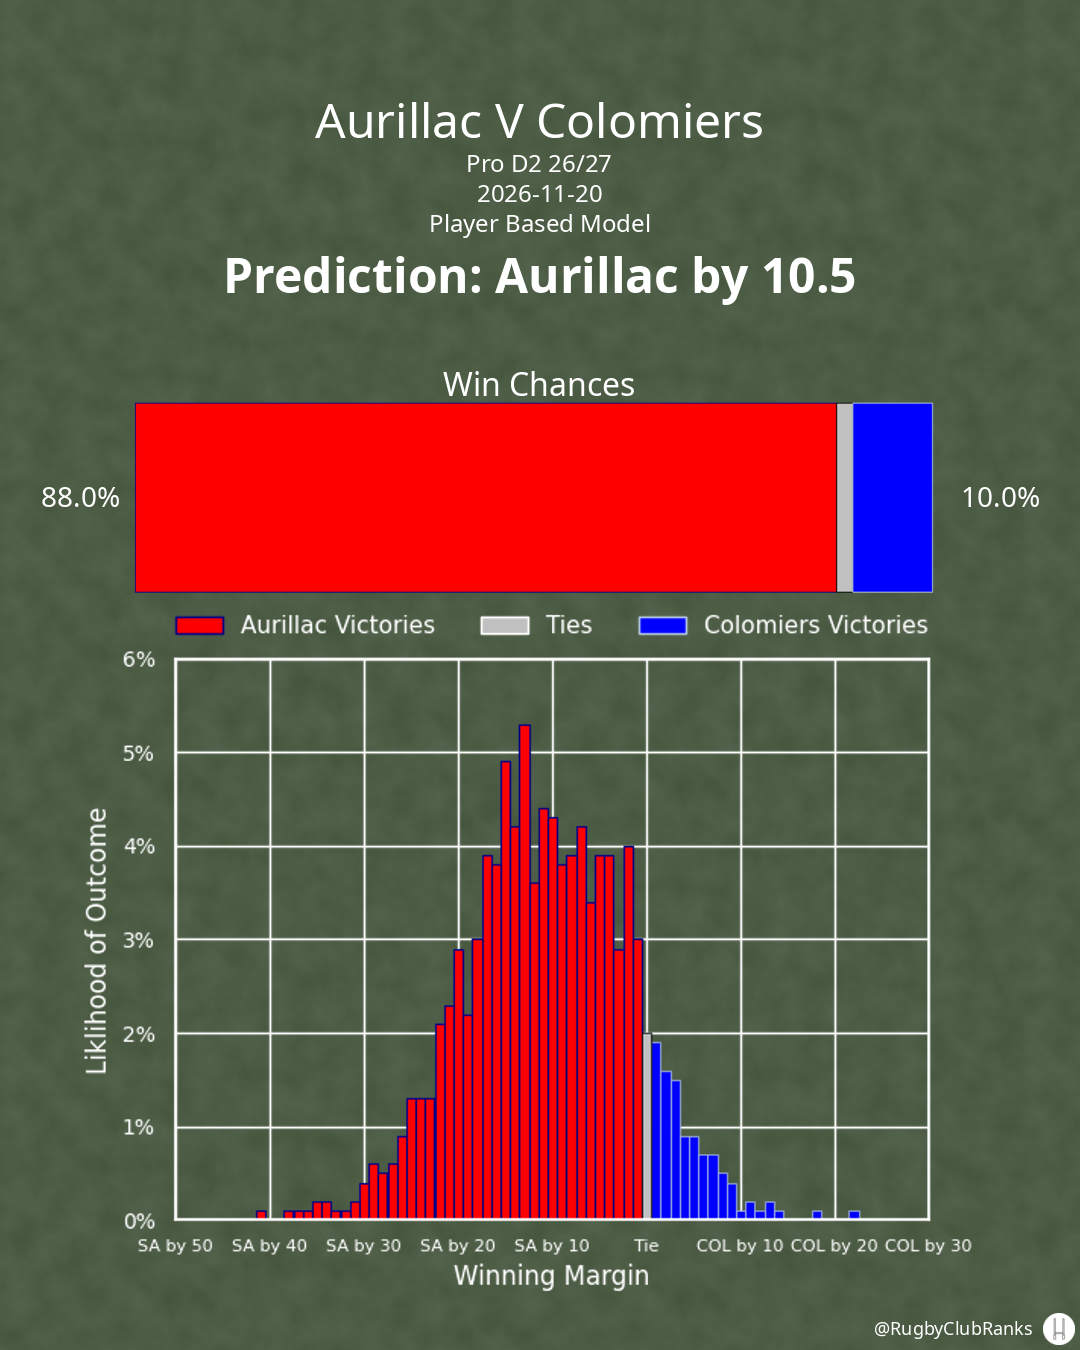 Aurillac V Colomiers
Pro D2 26/27
2026-11-20
Player Based Model
Prediction: Aurillac by 10.5
Win Chances
88.0%
10.0%
Aurillac Victories Ties Colomiers Victories
6%
5%
4%
3%
2%
1%
0%
Liklihood of Outcome
SA by 50 SA by 40 SA by 30 SA by 20 SA by 10 Tie COL by 10 COL by 20 COL by 30
Winning Margin
@RugbyClubRanks